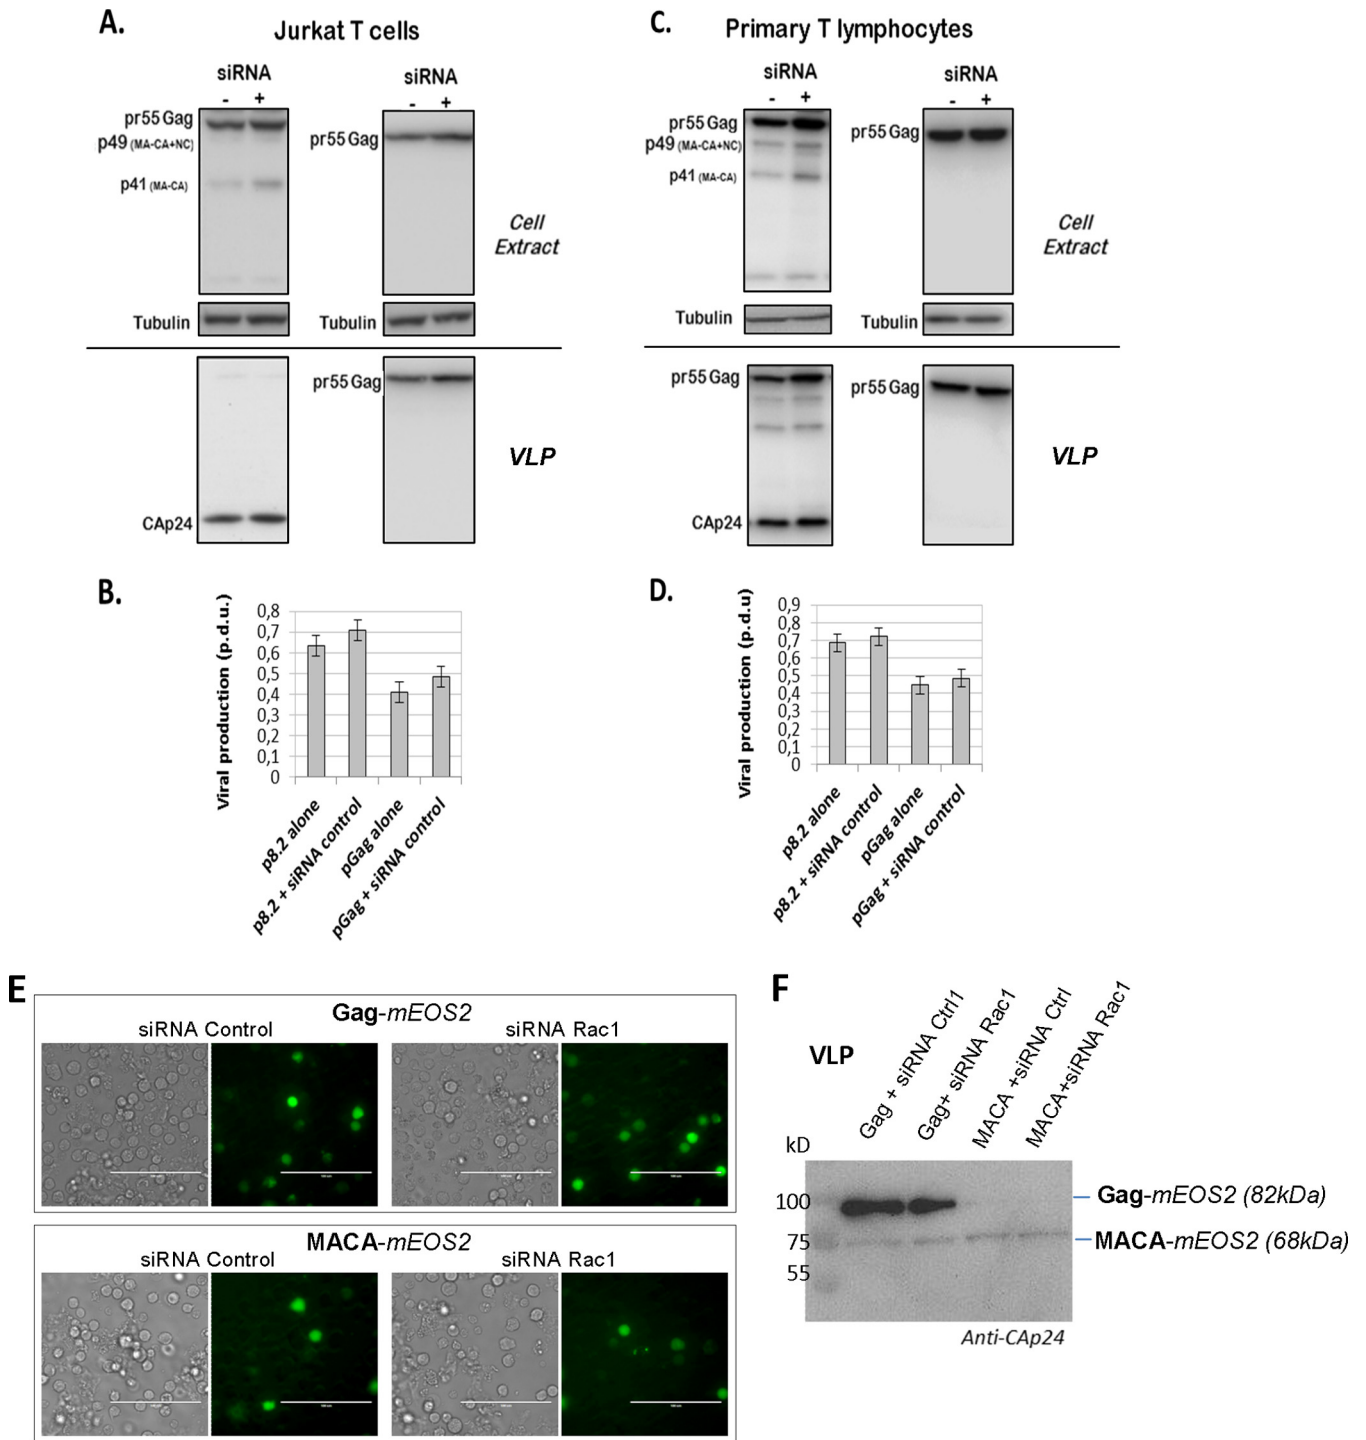 A.
Jurkat T cells
siRNA
- +
siRNA
- +
pr55 Gag
p49 (MA-CA+NC)
p41 (MA-CA)
pr55 Gag
Cell
Extract
Tubulin
Tubulin
pr55 Gag
VLP
CAp24
C.
Primary T lymphocytes
siRNA
- +
siRNA
- +
pr55 Gag
p49 (MA-CA+NC)
p41 (MA-CA)
pr55 Gag
Cell
Extract
Tubulin
Tubulin
pr55 Gag
pr55 Gag
VLP
CAp24
B.
Viral production (p.d.u.)
0,8
0,7
0,6
0,5
0,4
0,3
0,2
0,1
0
p8.2 alone
p8.2 + siRNA control
pGag alone
pGag + siRNA control
D.
Viral production (p.d.u)
0,9
0,8
0,7
0,6
0,5
0,4
0,3
0,2
0,1
0
p8.2 alone
p8.2 + siRNA control
pGag alone
pGag + siRNA control
E
Gag-mEOS2
siRNA Control
siRNA Rac1
MACA-mEOS2
siRNA Control
siRNA Rac1
F
VLP
Gag + siRNA Ctrl1
Gag+ siRNA Rac1
MACA +siRNA Ctrl
MACA+siRNA Rac1
kD
100
75
55
Gag-mEOS2 (82kDa)
MACA-mEOS2 (68kDa)
Anti-CAp24